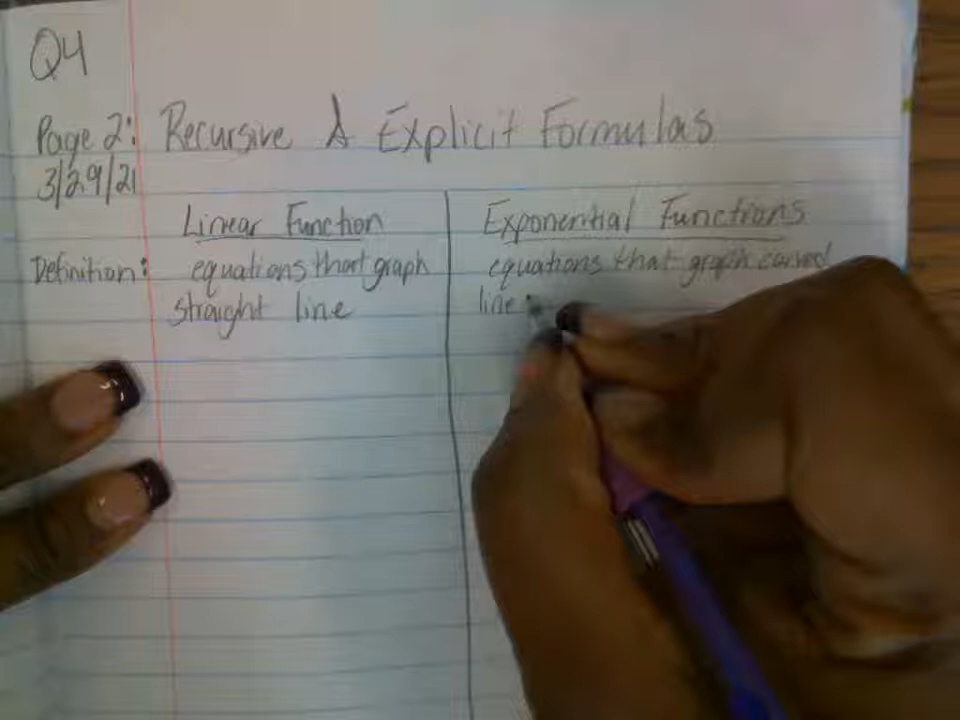 Q4
Page 2: Recursive & Explicit Formulas
3/29/21
Linear Function
Exponential Functions
Definition: equations that graph
straight line
equations that graph curved
line